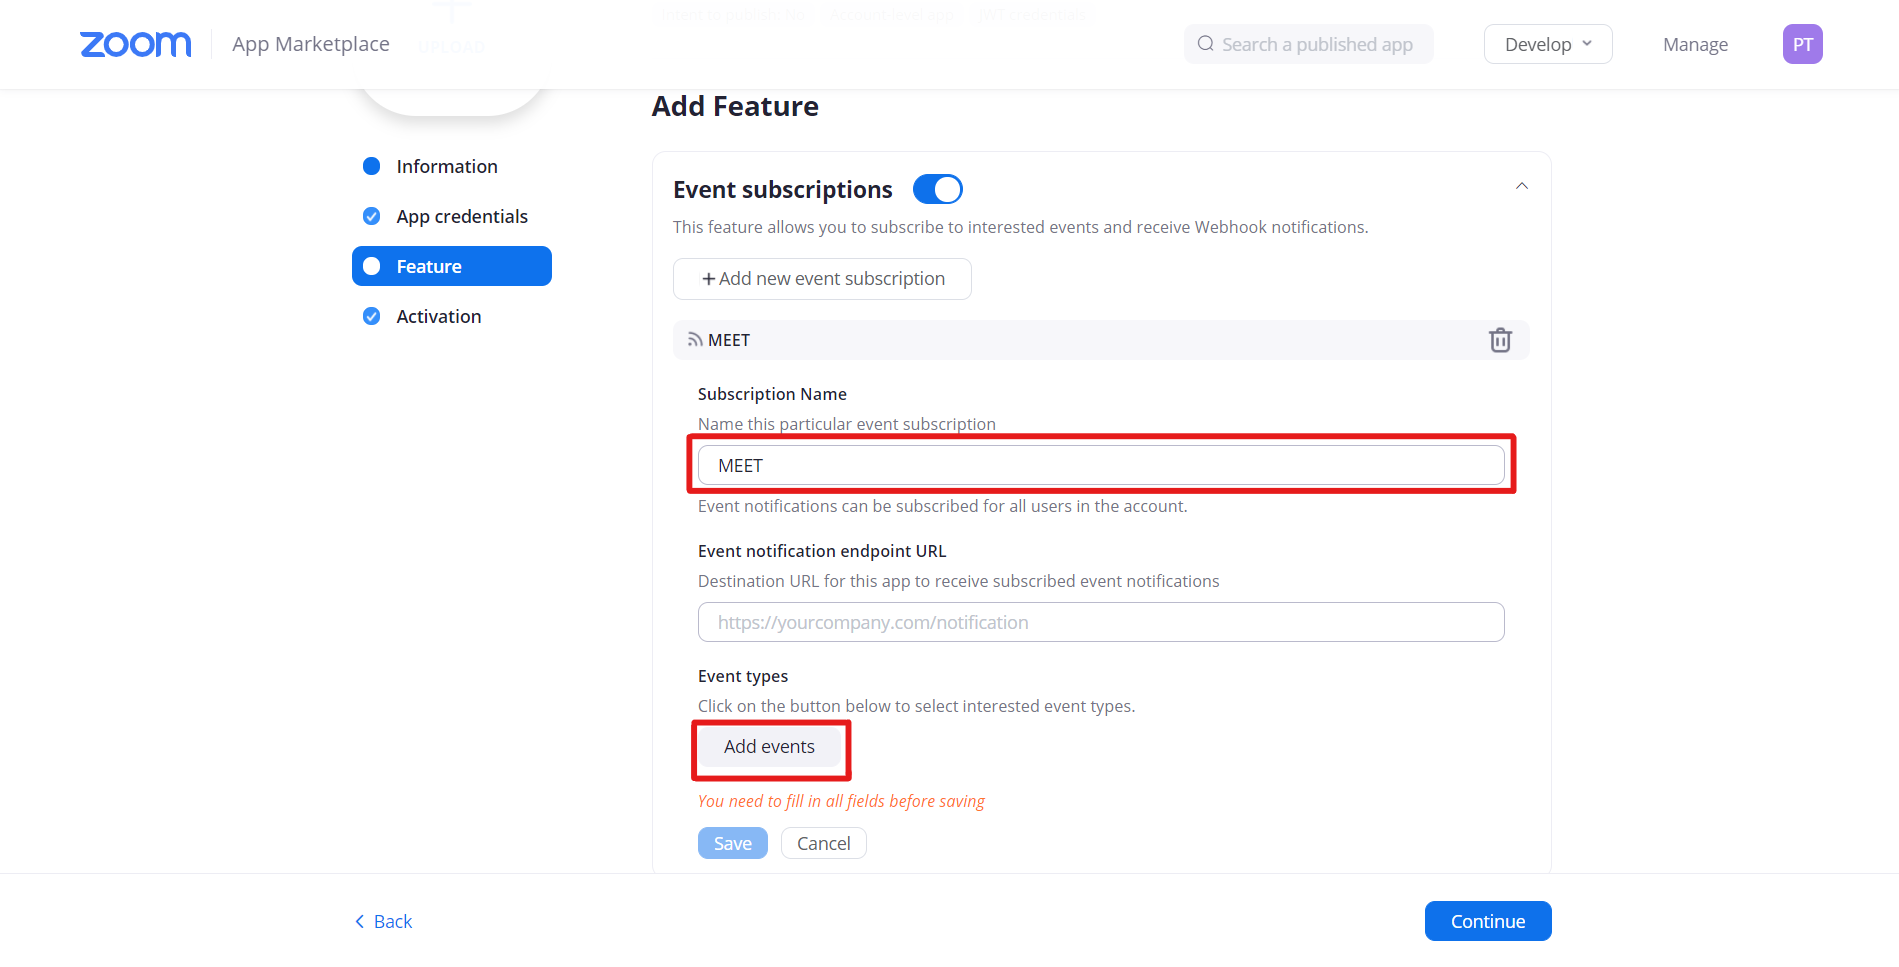 zoom
App Marketplace
Search a published app
Develop
Manage
PT
Add Feature
Information
App credentials
Feature
Activation
Event subscriptions
This feature allows you to subscribe to interested events and receive Webhook notifications.
+ Add new event subscription
MEET
Subscription Name
Name this particular event subscription
MEET
Event notifications can be subscribed for all users in the account.
Event notification endpoint URL
Destination URL for this app to receive subscribed event notifications
https://yourcompany.com/notification
Event types
Click on the button below to select interested event types.
Add events
You need to fill in all fields before saving
Save
Cancel
Back
Continue